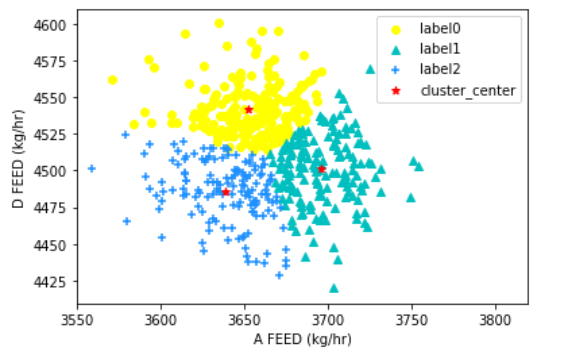 4600
4575
4550
4525
4500
4475
4450
4425
D FEED (kg/hr)
label0
label1
label2
cluster_center
3550 3600 3650 3700 3750 3800
A FEED (kg/hr)